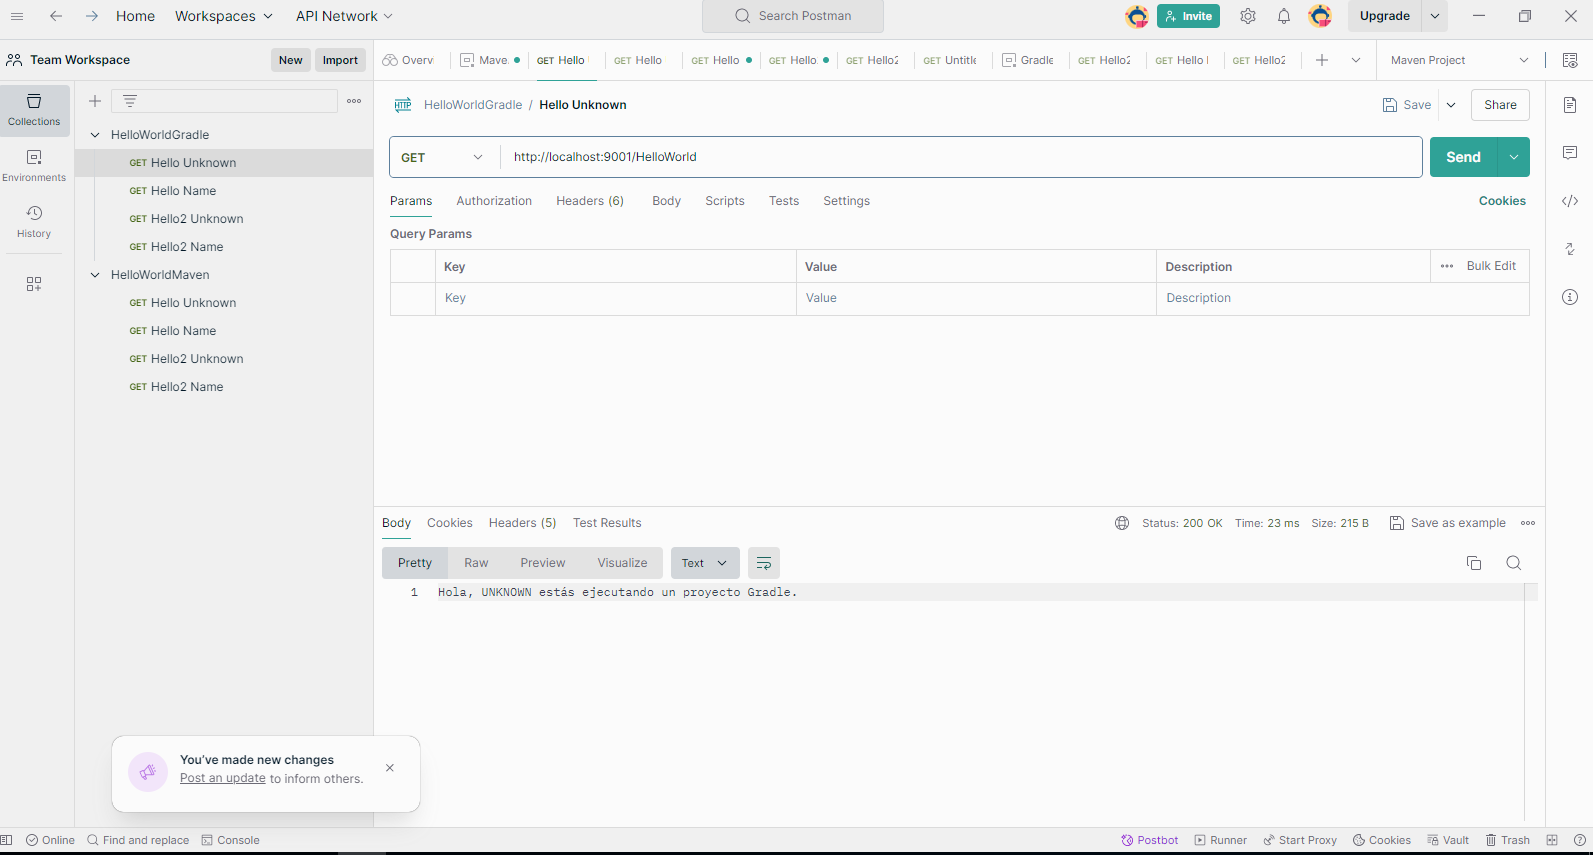 Home Workspaces API Network Search Postman Invite Upgrade
Team Workspace New Import Overv Mave GET Hello GET Hello GET Hello GET Hello GET Hello2 GET Untitle Gradle GET Hello2 GET Hello GET Hello2 Maven Project
Collections
Environments
History
HelloWorldGradle
GET Hello Unknown
GET Hello Name
GET Hello2 Unknown
GET Hello2 Name
HelloWorldMaven
GET Hello Unknown
GET Hello Name
GET Hello2 Unknown
GET Hello2 Name
HTTP HelloWorldGradle / Hello Unknown Save Share
GET http://localhost:9001/HelloWorld Send
Params Authorization Headers (6) Body Scripts Tests Settings Cookies
Query Params
Key Value Description Bulk Edit
Key Value Description
Body Cookies Headers (5) Test Results Status: 200 OK Time: 23 ms Size: 215 B Save as example
Pretty Raw Preview Visualize Text
1 Hola, UNKNOWN estás ejecutando un proyecto Gradle.
You've made new changes
Post an update to inform others.
Online Find and replace Console Postbot Runner Start Proxy Cookies Vault Trash